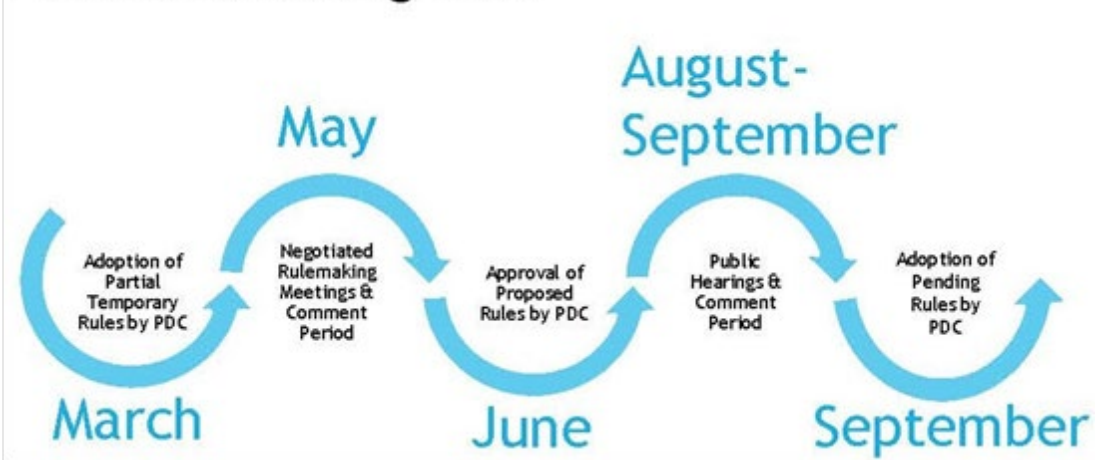 May
August-
September
Adoption of
Partial
Temporary
Rules by PDC
Negotiated
Rulemaking
Meetings &
Comment
Period
Approval of
Proposed
Rules by PDC
Public
Hearings &
Comment
Period
Adoption of
Pending
Rules by
PDC
March
June
September